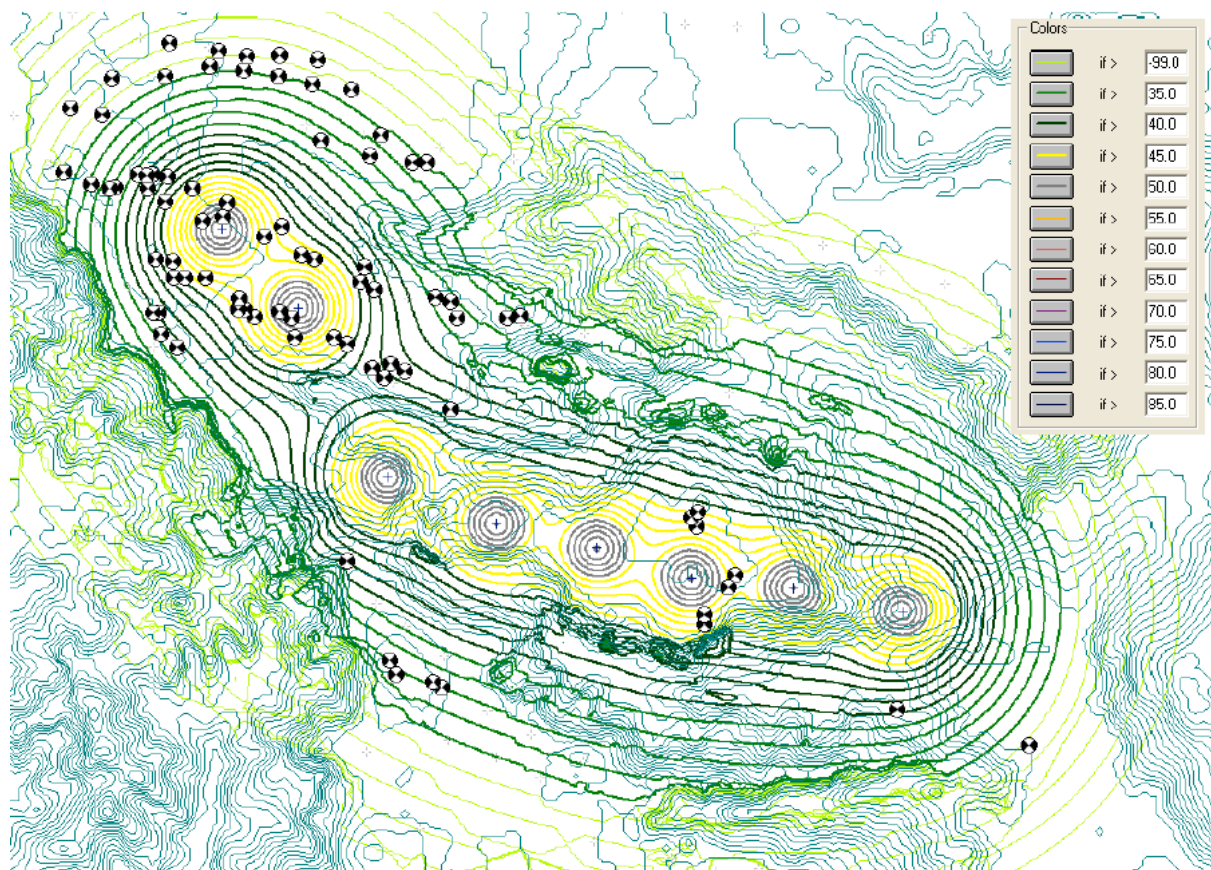 Colors
if > -99.0
if > 35.0
if > 40.0
if > 45.0
if > 50.0
if > 55.0
if > 60.0
if > 65.0
if > 70.0
if > 75.0
if > 80.0
if > 85.0